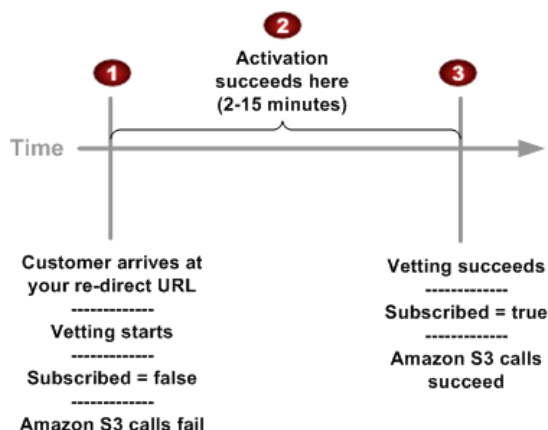 2
Activation
succeeds here
(2-15 minutes)
1
3
Time
Customer arrives at
your re-direct URL
-------------
Vetting starts
-------------
Subscribed = false
-------------
Amazon S3 calls fail
Vetting succeeds
-------------
Subscribed = true
-------------
Amazon S3 calls
succeed